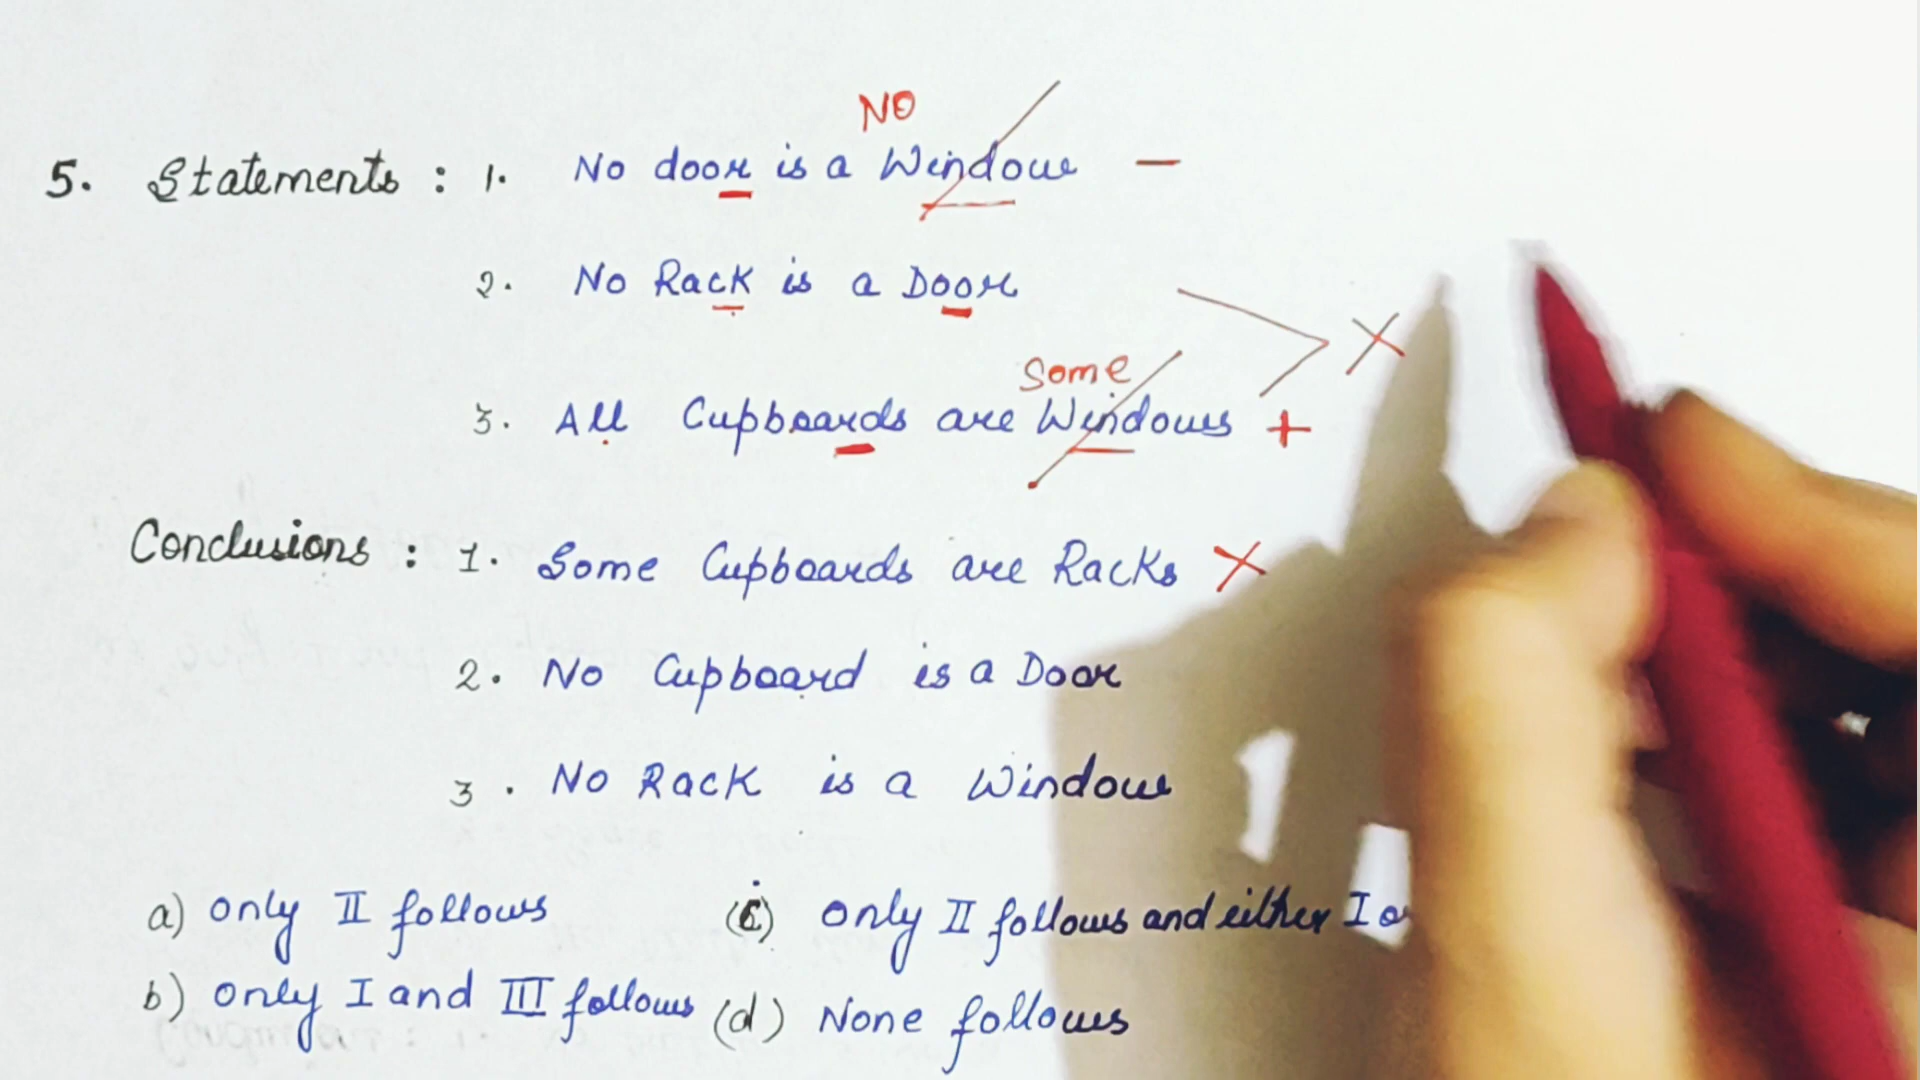 NO
5. Statements : 1. No door is a Window —
2. No Rack is a Door
Some
3. All Cupboards are Windows +
Conclusions : 1. Some Cupboards are Racks X
2. No Cupboard is a Door
3. No Rack is a Window
a) only II follows (c) only II follows and either I
b) only I and III follows (d) None follows